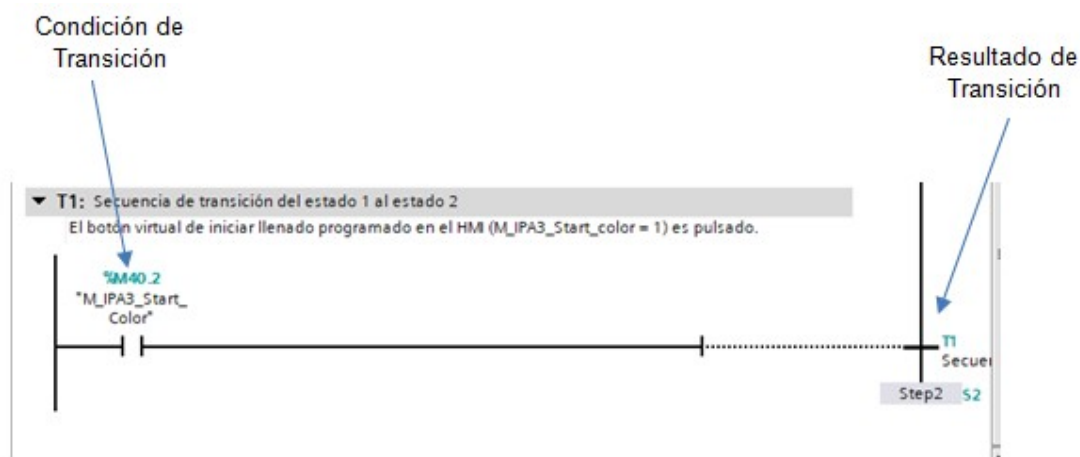 Condición de
Transición
Resultado de
Transición
T1: Secuencia de transición del estado 1 al estado 2
El botón virtual de iniciar llenado programado en el HMI (M_IPA3_Start_color = 1) es pulsado.
%M40.2
"M_IPA3_Start_
Color"
T1
Secuer
Step2 S2